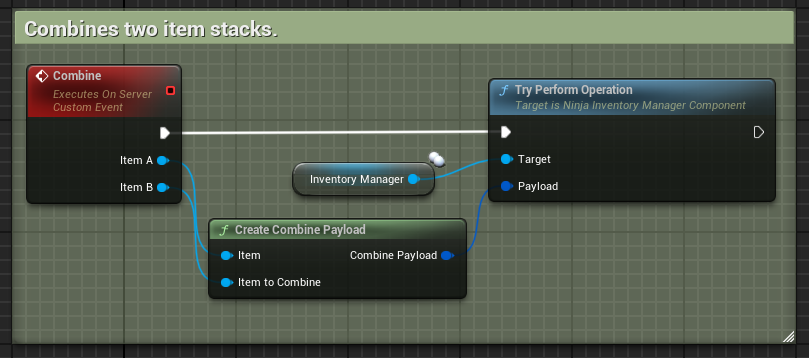 Combines two item stacks.
Combine
Executes On Server
Custom Event
Item A
Item B
Inventory Manager
Try Perform Operation
Target is Ninja Inventory Manager Component
Target
Payload
Create Combine Payload
Item
Combine Payload
Item to Combine